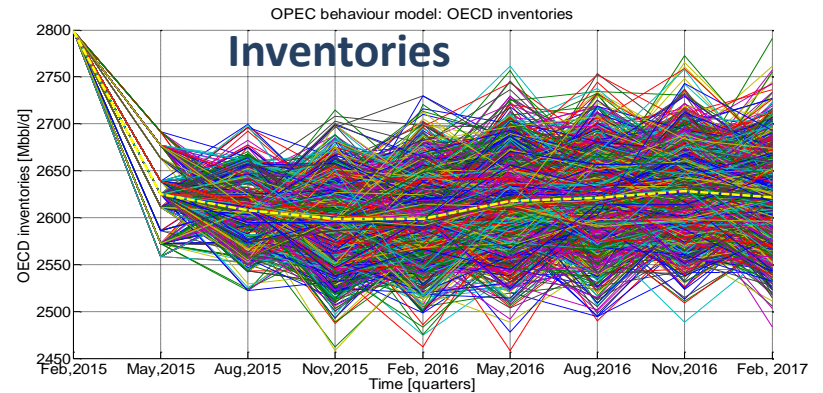 OPEC behaviour model: OECD inventories
Inventories
OECD inventories [Mbbl/d]
2800
2750
2700
2650
2600
2550
2500
2450
Feb,2015 May,2015 Aug,2015 Nov,2015 Feb, 2016 May,2016 Aug,2016 Nov,2016 Feb, 2017
Time [quarters]